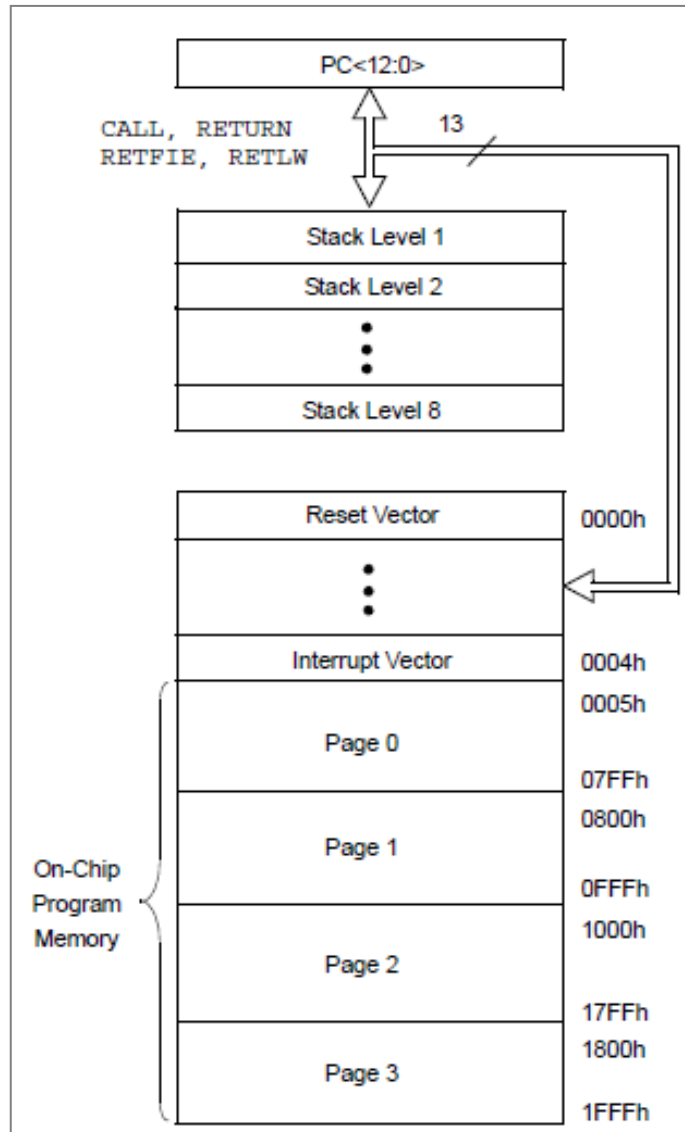 PC<12:0>
CALL, RETURN
RETFIE, RETLW
13
Stack Level 1
Stack Level 2
Stack Level 8
Reset Vector
0000h
Interrupt Vector
0004h
0005h
Page 0
07FFh
0800h
Page 1
0FFFh
1000h
Page 2
17FFh
1800h
Page 3
1FFFh
On-Chip
Program
Memory